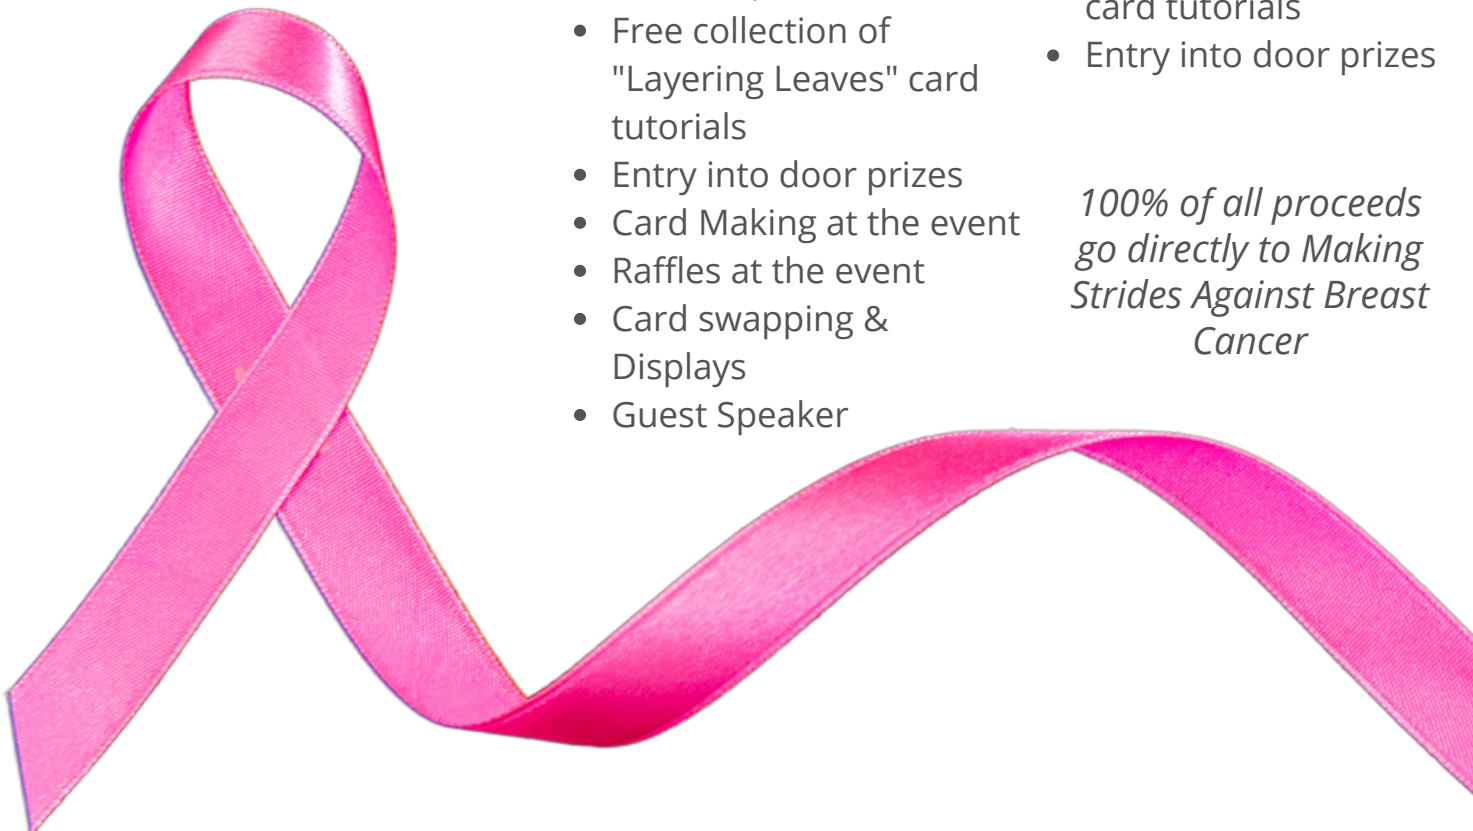 Free collection of
"Layering Leaves" card
tutorials
Entry into door prizes
Card Making at the event
Raffles at the event
Card swapping &
Displays
Guest Speaker
card tutorials
Entry into door prizes
100% of all proceeds
go directly to Making
Strides Against Breast
Cancer